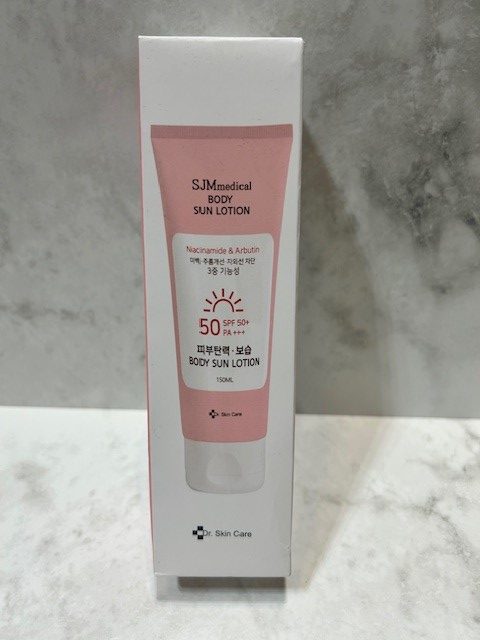 SJMmedical
BODY
SUN LOTION
Niacinamide & Arbutin
미백·주름개선·자외선 차단
3중 기능성
50 SPF 50+
PA +++
피부탄력·보습
BODY SUN LOTION
150ML
Dr. Skin Care
Dr. Skin Care